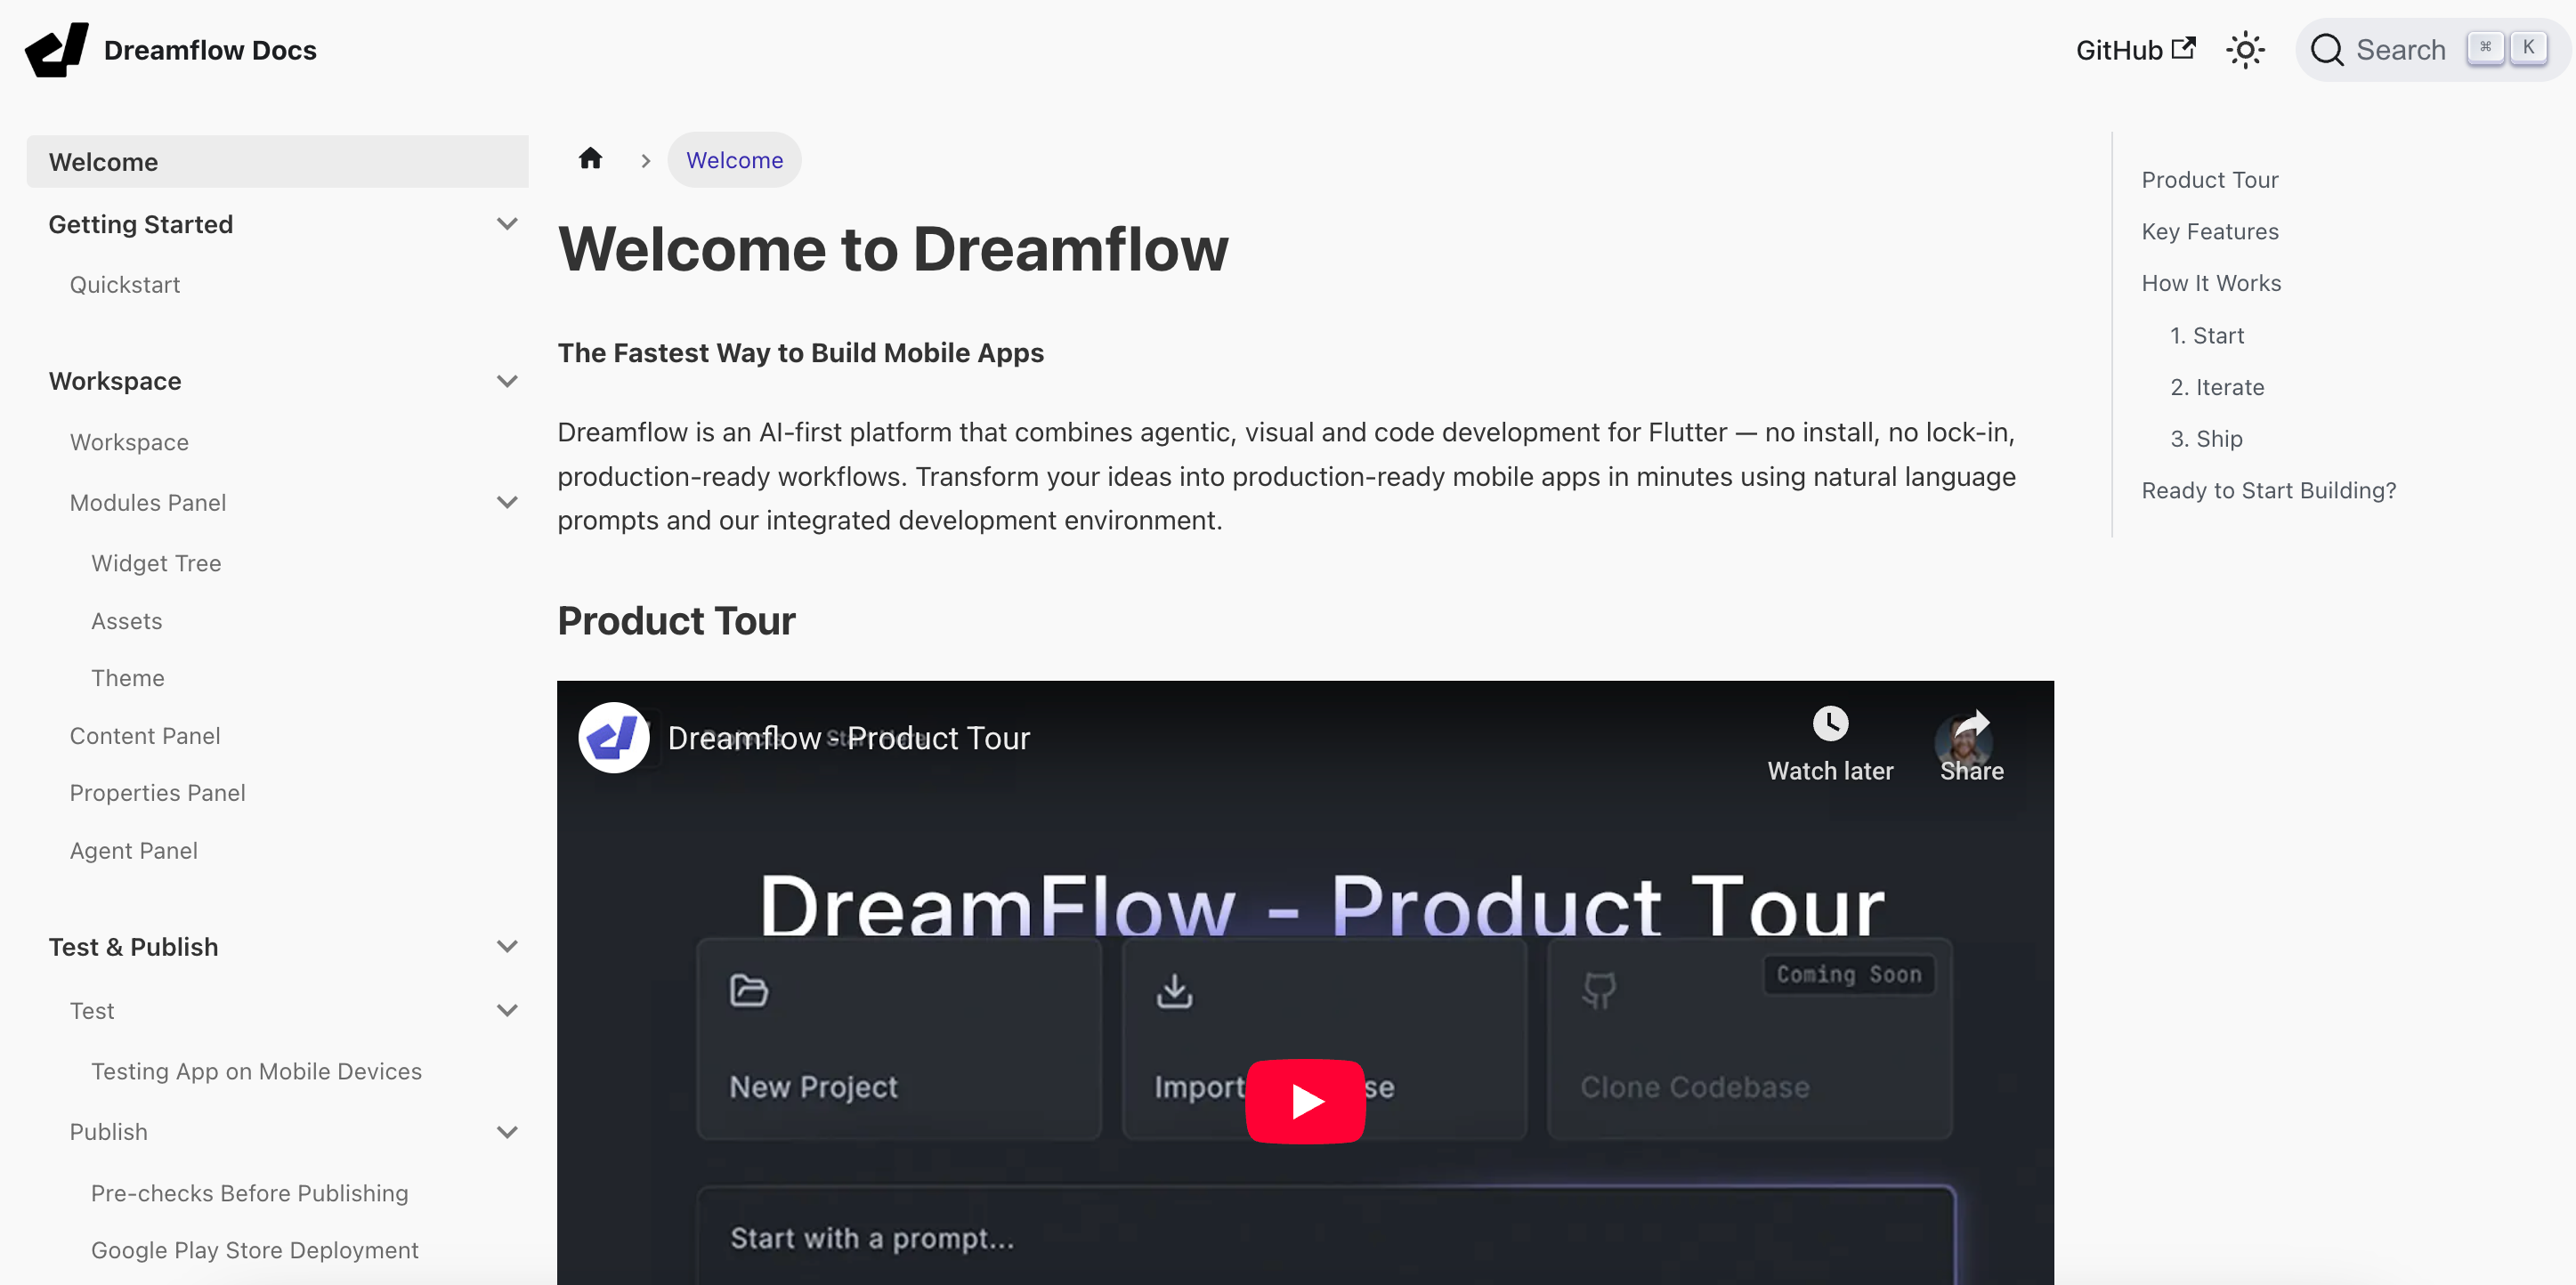 Dreamflow Docs
GitHub
Search
⌘ K
Welcome
Getting Started
Quickstart
Workspace
Workspace
Modules Panel
Widget Tree
Assets
Theme
Content Panel
Properties Panel
Agent Panel
Test & Publish
Test
Testing App on Mobile Devices
Publish
Pre-checks Before Publishing
Google Play Store Deployment
Welcome
Welcome to Dreamflow
The Fastest Way to Build Mobile Apps
Dreamflow is an AI-first platform that combines agentic, visual and code development for Flutter — no install, no lock-in,
production-ready workflows. Transform your ideas into production-ready mobile apps in minutes using natural language
prompts and our integrated development environment.
Product Tour
Dreamflow - Product Tour
Watch later
Share
DreamFlow - Product Tour
New Project
Import
Coming Soon
Clone Codebase
Start with a prompt...
Product Tour
Key Features
How It Works
1. Start
2. Iterate
3. Ship
Ready to Start Building?